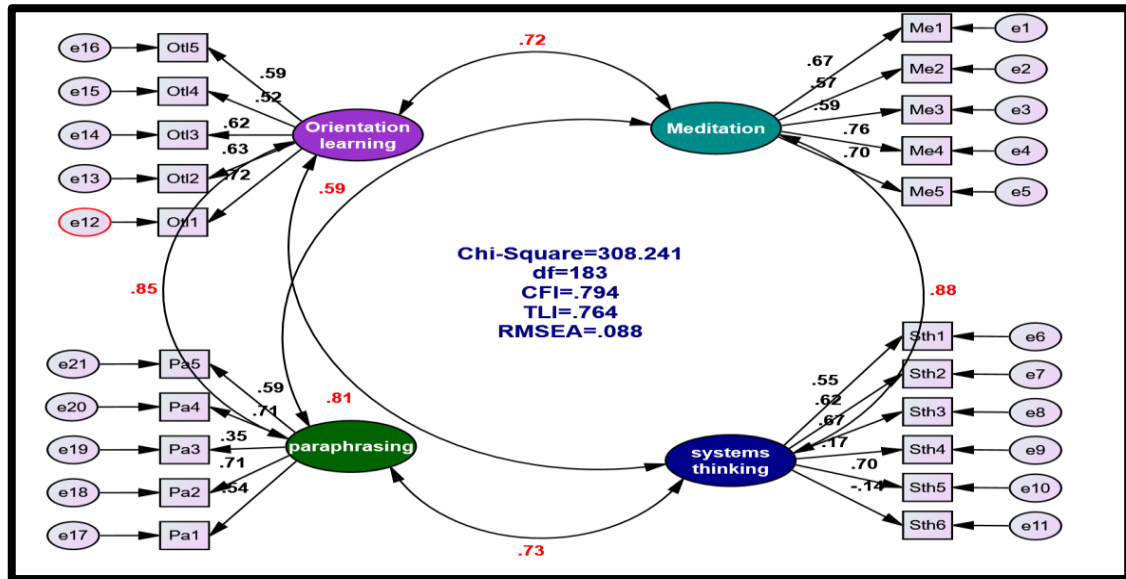 .72
e16
Otl5
.59
e15
Otl4
.52
e14
Otl3
.62
e13
Otl2
.63
e12
Otl1
.72
Orientation
learning
Meditation
.67
Me1
e1
.57
Me2
e2
.59
Me3
e3
.76
Me4
e4
.70
Me5
e5
.59
.85
.88
Chi-Square=308.241
df=183
CFI=.794
TLI=.764
RMSEA=.088
e21
Pa5
.59
e20
Pa4
.71
e19
Pa3
.35
e18
Pa2
.71
e17
Pa1
.54
paraphrasing
.81
systems
thinking
.55
Sth1
e6
.62
Sth2
e7
.67
Sth3
e8
.17
Sth4
e9
.70
Sth5
e10
-.14
Sth6
e11
.73